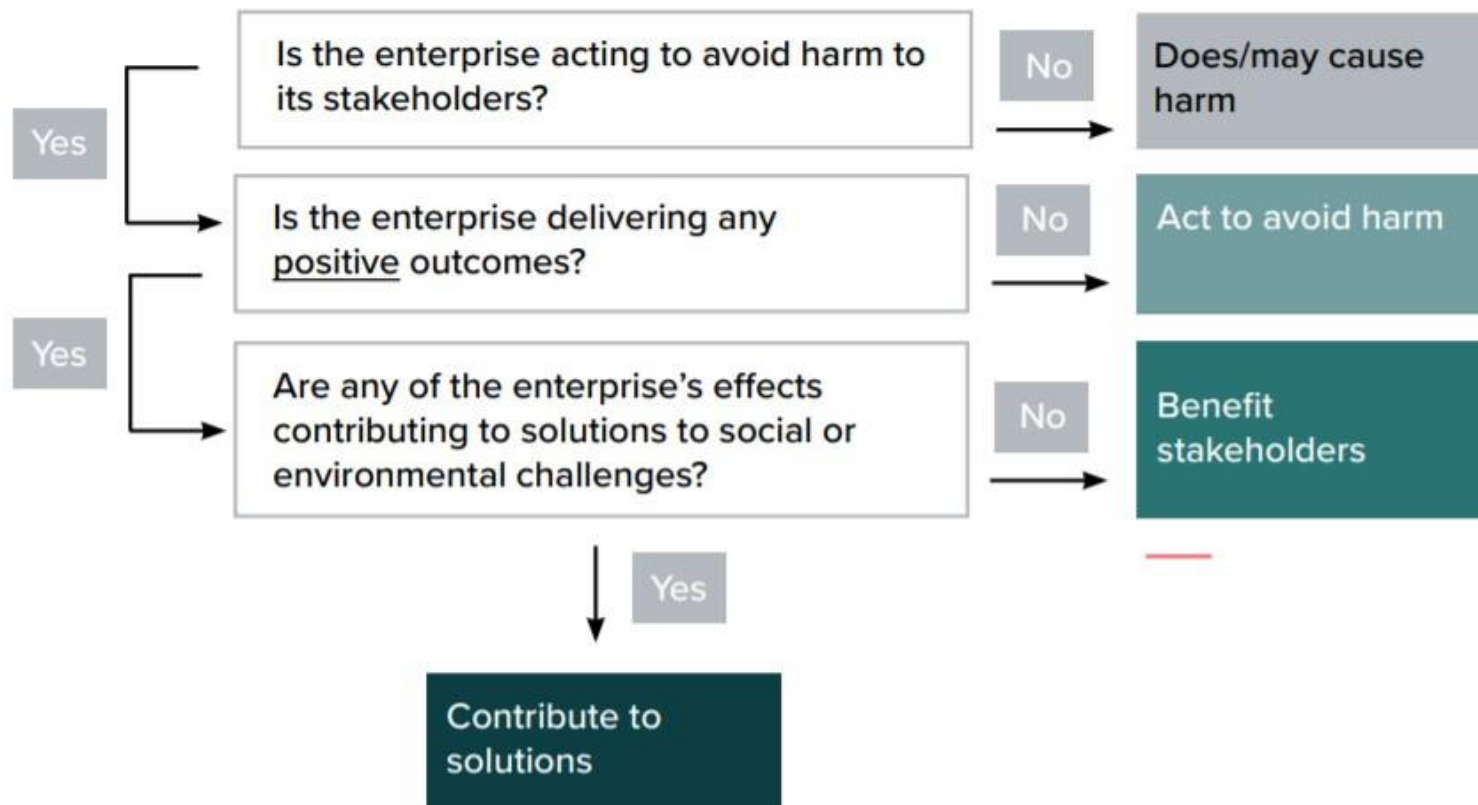 Is the enterprise acting to avoid harm to
its stakeholders?
No
Does/may cause
harm
Yes
Is the enterprise delivering any
positive outcomes?
No
Act to avoid harm
Yes
Are any of the enterprise’s effects
contributing to solutions to social or
environmental challenges?
No
Benefit
stakeholders
Yes
Contribute to
solutions